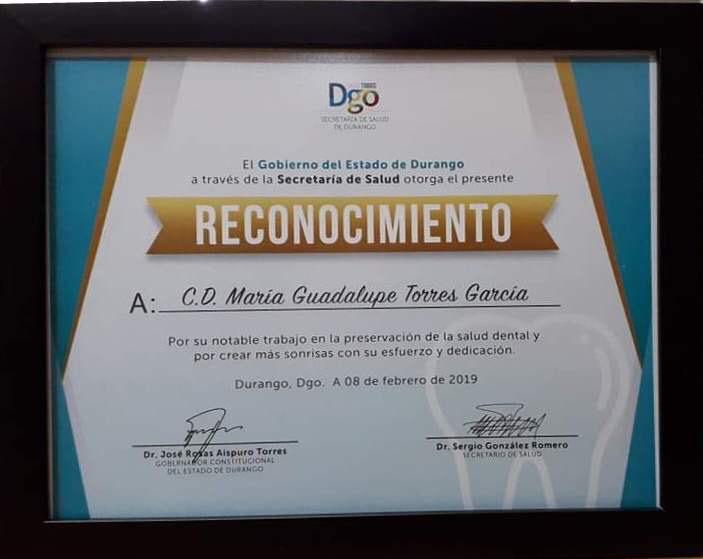 TODOS
Dgo
SECRETARÍA DE SALUD
DE DURANGO
El Gobierno del Estado de Durango
a través de la Secretaría de Salud otorga el presente
RECONOCIMIENTO
A: C.D. María Guadalupe Torres García
Por su notable trabajo en la preservación de la salud dental y
por crear más sonrisas con su esfuerzo y dedicación.
Durango, Dgo. A 08 de febrero de 2019
Dr. José Rosas Aispuro Torres
GOBERNADOR CONSTITUCIONAL
DEL ESTADO DE DURANGO
Dr. Sergio González Romero
SECRETARIO DE SALUD